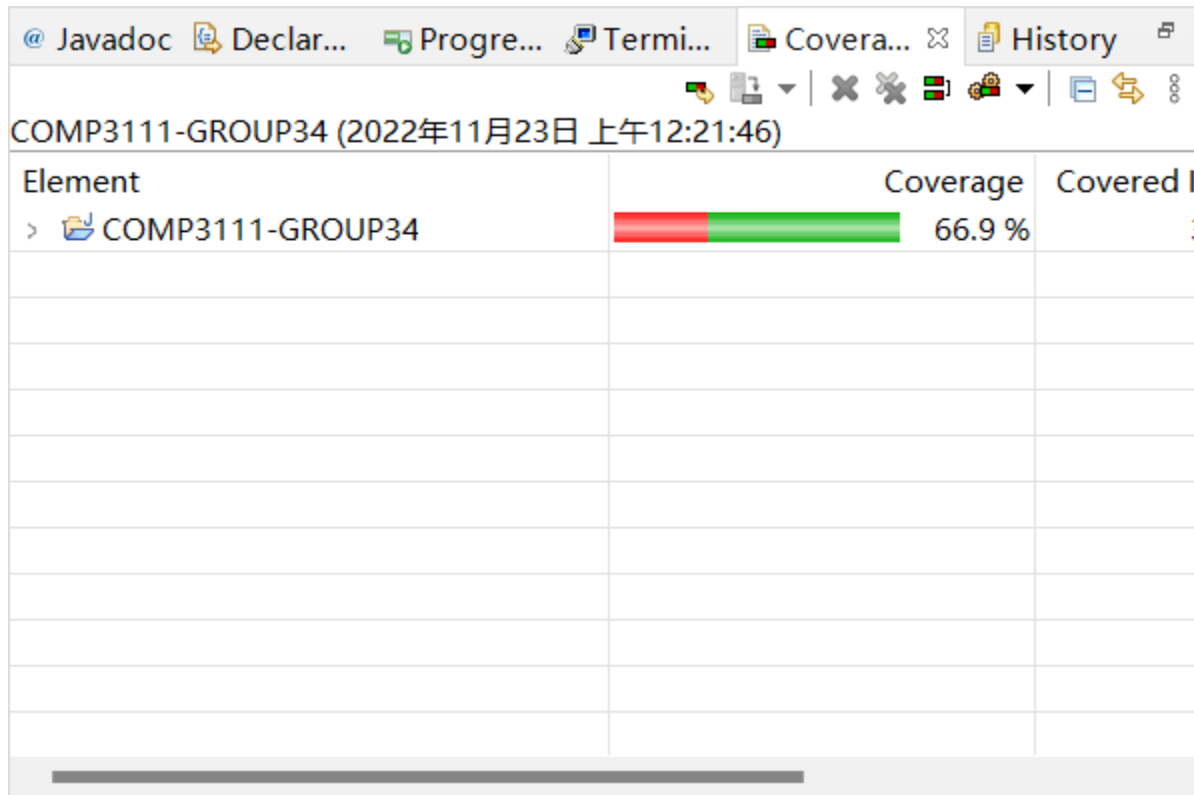 @ Javadoc Declar... Progre... Termi... Covera... History
COMP3111-GROUP34 (2022年11月23日 上午12:21:46)
Element Coverage Covered
COMP3111-GROUP34 66.9 %